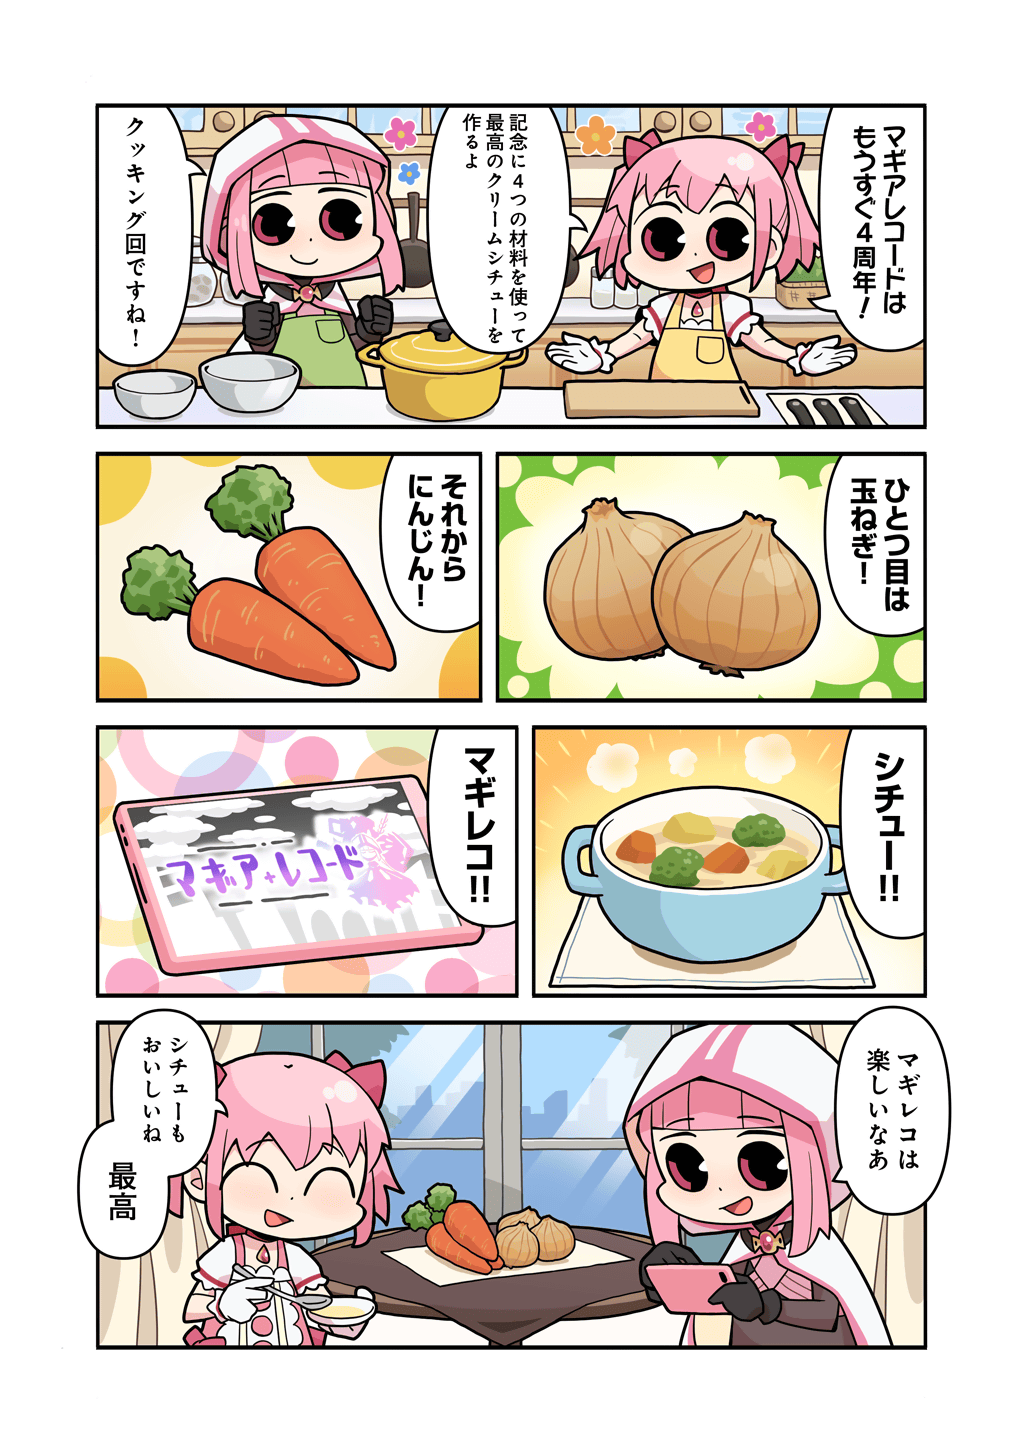 マギアレコードは
もうすぐ4周年！
記念に4つの材料を使って
最高のクリームシチューを
作るよ
クッキング回ですね！
ひとつ目は
玉ねぎ！
それから
にんじん！
シチュー!!
マギレコ!!
マギア+レコード
マギレコは
楽しいなあ
シチューも
おいしいね
最高